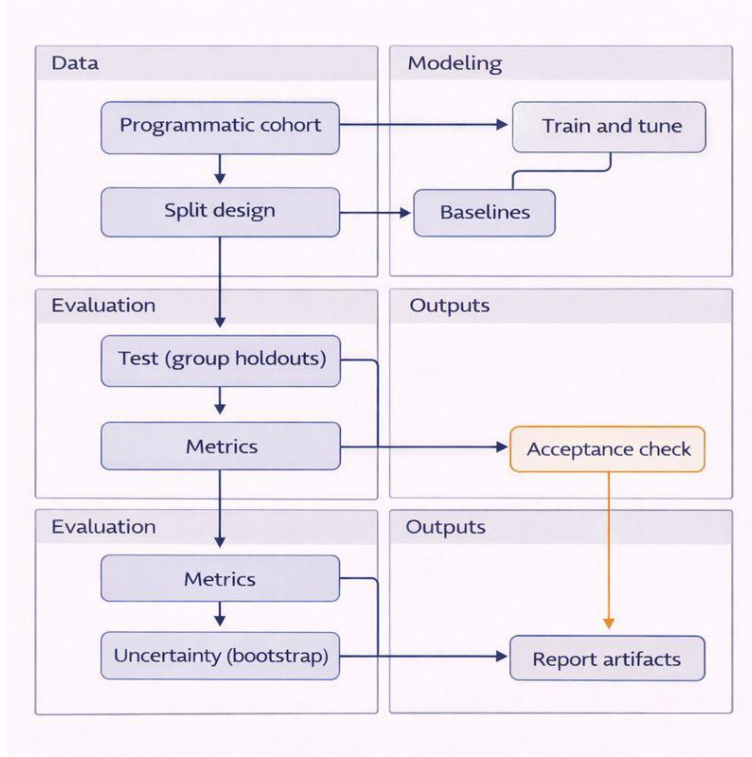 Data
Modeling
Programmatic cohort
Train and tune
Split design
Baselines
Evaluation
Outputs
Test (group holdouts)
Metrics
Acceptance check
Evaluation
Outputs
Metrics
Uncertainty (bootstrap)
Report artifacts